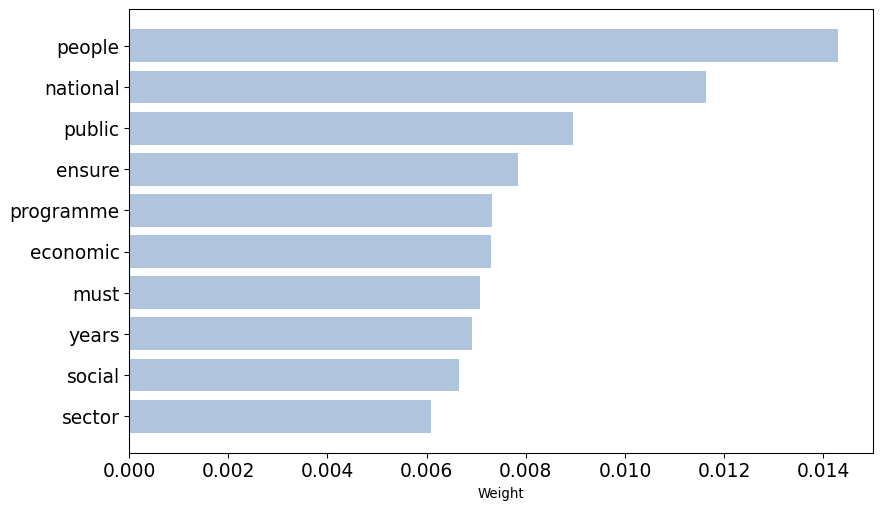 people
national
public
ensure
programme
economic
must
years
social
sector
0.000 0.002 0.004 0.006 0.008 0.010 0.012 0.014
Weight